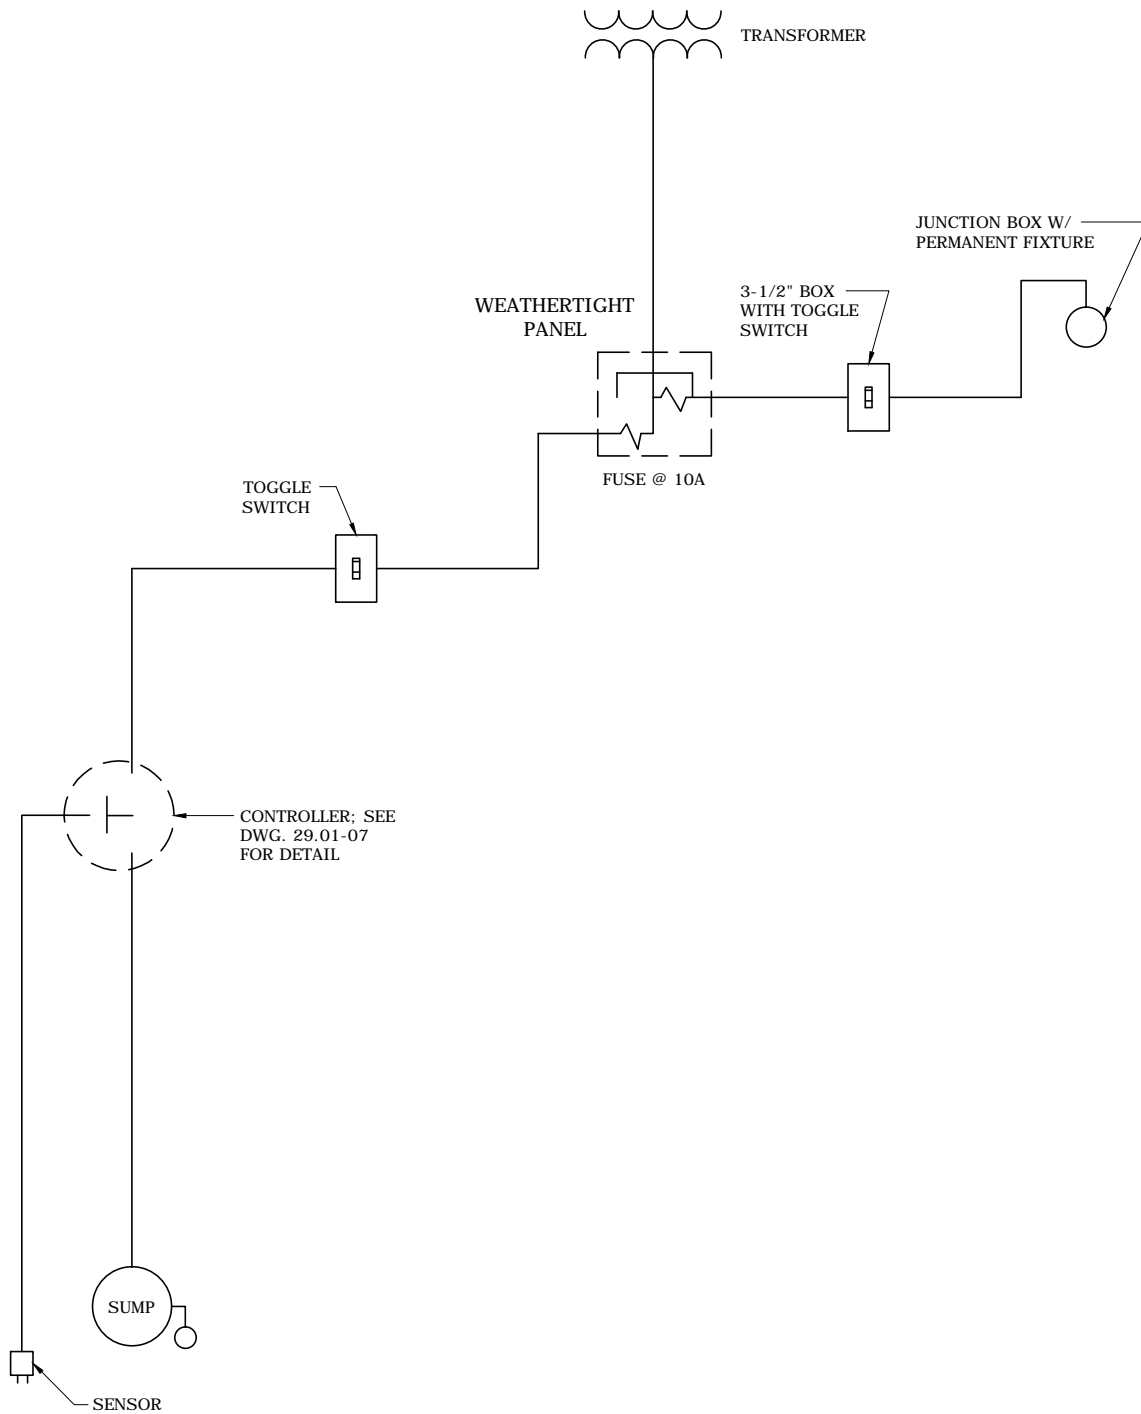 TRANSFORMER
JUNCTION BOX W/
PERMANENT FIXTURE
3-1/2" BOX
WITH TOGGLE
SWITCH
WEATHERTIGHT
PANEL
FUSE @ 10A
TOGGLE
SWITCH
CONTROLLER; SEE
DWG. 29.01-07
FOR DETAIL
SUMP
SENSOR